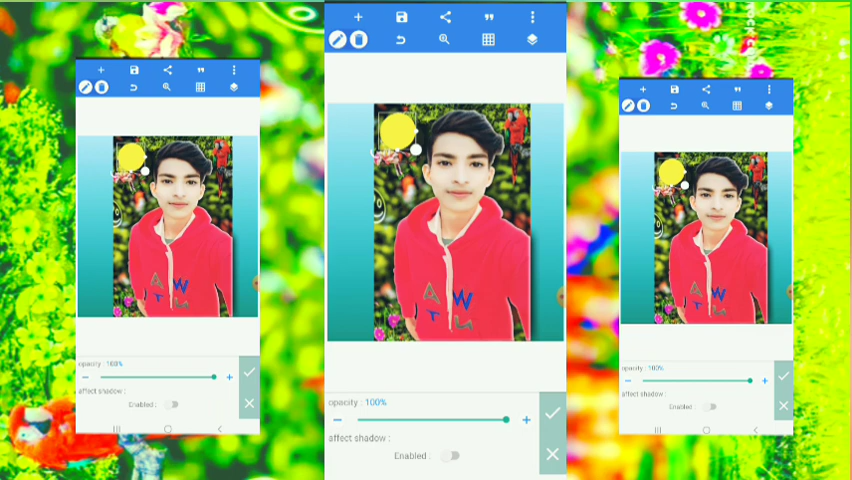 opacity : 100%
affect shadow :
Enabled :
opacity : 100%
affect shadow :
Enabled :
opacity : 100%
affect shadow :
Enabled :
A W
T